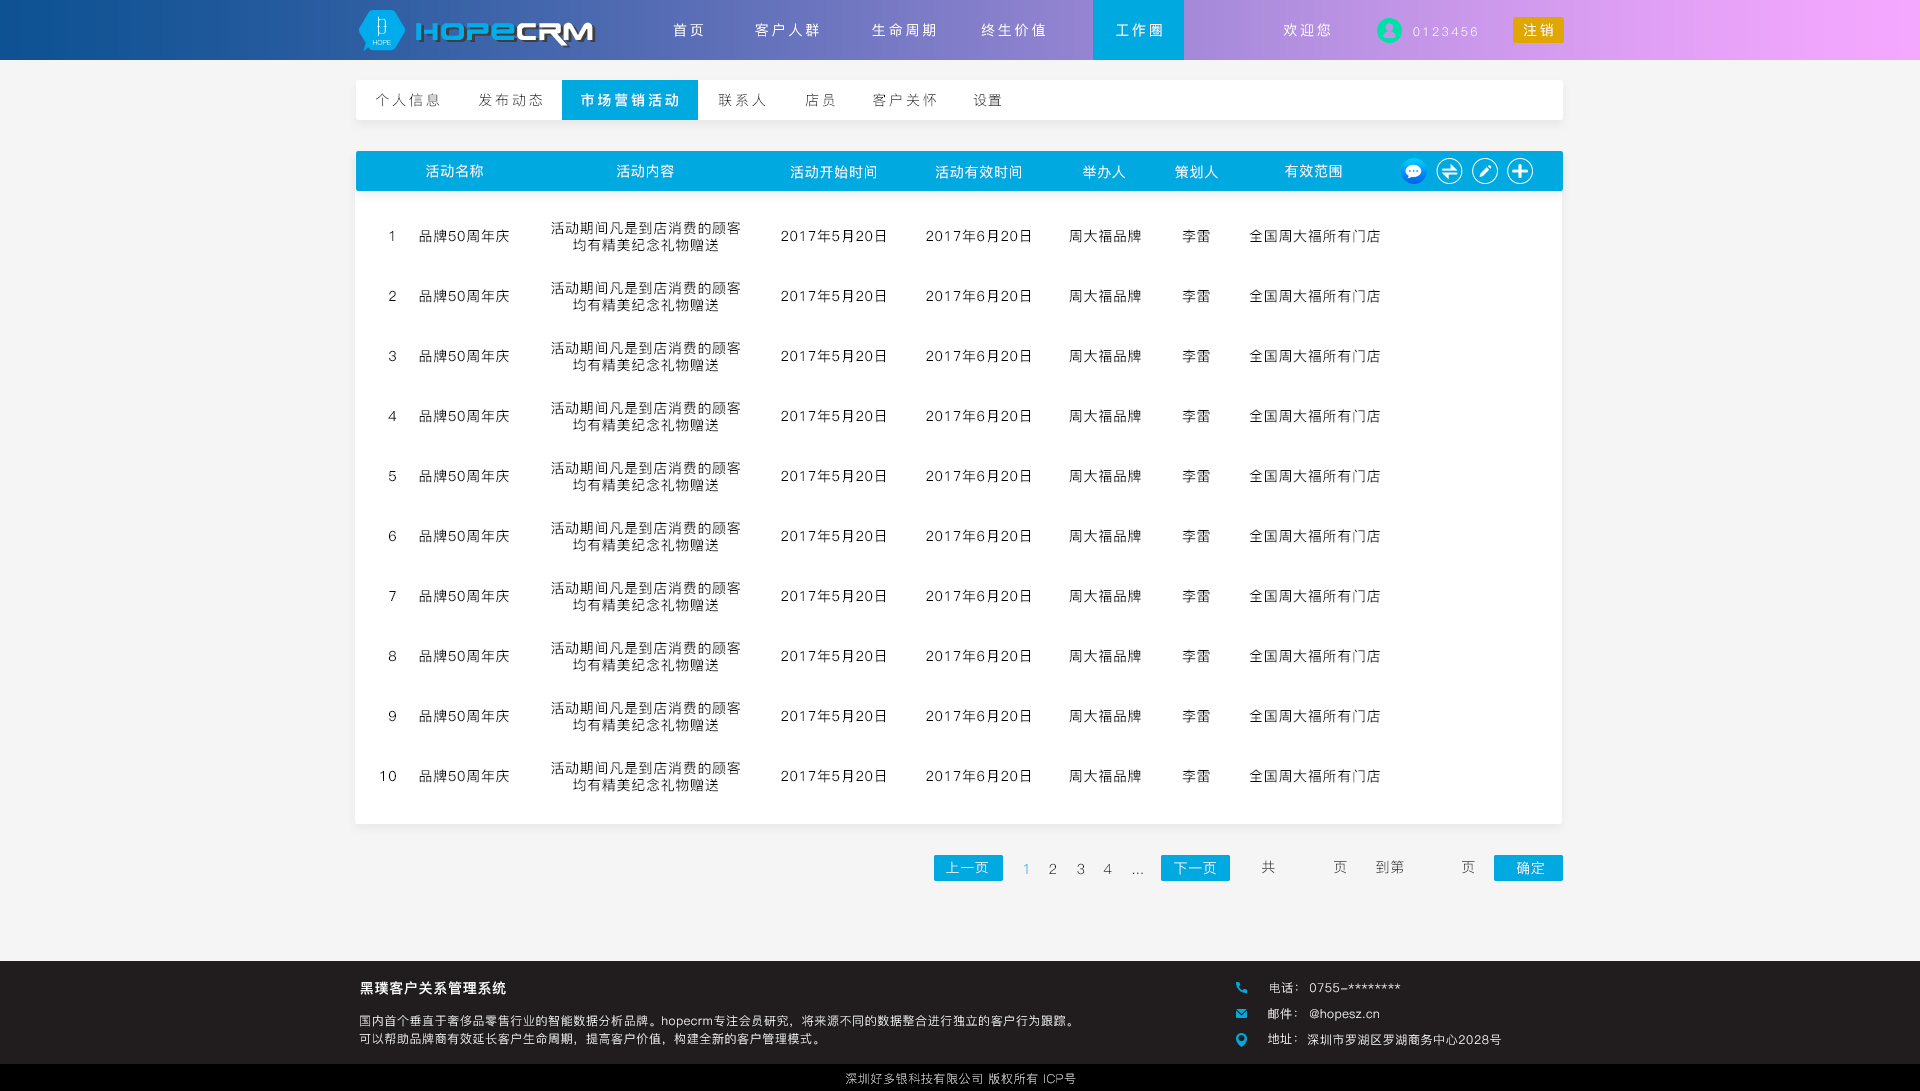 HOPE HOPECRM 首页 客户人群 生命周期 终生价值 工作圈 欢迎您 0123456 注销
个人信息 发布动态 市场营销活动 联系人 店员 客户关怀 设置
活动名称 活动内容 活动开始时间 活动有效时间 举办人 策划人 有效范围
1 品牌50周年庆 活动期间凡是到店消费的顾客 2017年5月20日 2017年6月20日 周大福品牌 李雷 全国周大福所有门店
均有精美纪念礼物赠送
2 品牌50周年庆 活动期间凡是到店消费的顾客 2017年5月20日 2017年6月20日 周大福品牌 李雷 全国周大福所有门店
均有精美纪念礼物赠送
3 品牌50周年庆 活动期间凡是到店消费的顾客 2017年5月20日 2017年6月20日 周大福品牌 李雷 全国周大福所有门店
均有精美纪念礼物赠送
4 品牌50周年庆 活动期间凡是到店消费的顾客 2017年5月20日 2017年6月20日 周大福品牌 李雷 全国周大福所有门店
均有精美纪念礼物赠送
5 品牌50周年庆 活动期间凡是到店消费的顾客 2017年5月20日 2017年6月20日 周大福品牌 李雷 全国周大福所有门店
均有精美纪念礼物赠送
6 品牌50周年庆 活动期间凡是到店消费的顾客 2017年5月20日 2017年6月20日 周大福品牌 李雷 全国周大福所有门店
均有精美纪念礼物赠送
7 品牌50周年庆 活动期间凡是到店消费的顾客 2017年5月20日 2017年6月20日 周大福品牌 李雷 全国周大福所有门店
均有精美纪念礼物赠送
8 品牌50周年庆 活动期间凡是到店消费的顾客 2017年5月20日 2017年6月20日 周大福品牌 李雷 全国周大福所有门店
均有精美纪念礼物赠送
9 品牌50周年庆 活动期间凡是到店消费的顾客 2017年5月20日 2017年6月20日 周大福品牌 李雷 全国周大福所有门店
均有精美纪念礼物赠送
10 品牌50周年庆 活动期间凡是到店消费的顾客 2017年5月20日 2017年6月20日 周大福品牌 李雷 全国周大福所有门店
均有精美纪念礼物赠送
上一页 1 2 3 4 ... 下一页 共 页 到第 页 确定
黑璞客户关系管理系统
国内首个垂直于奢侈品零售行业的智能数据分析品牌。hopecrm专注会员研究，将来源不同的数据整合进行独立的客户行为跟踪。
可以帮助品牌商有效延长客户生命周期，提高客户价值，构建全新的客户管理模式。
电话： 0755-********
邮件： @hopesz.cn
地址： 深圳市罗湖区罗湖商务中心2028号
深圳好多银科技有限公司 版权所有 ICP号